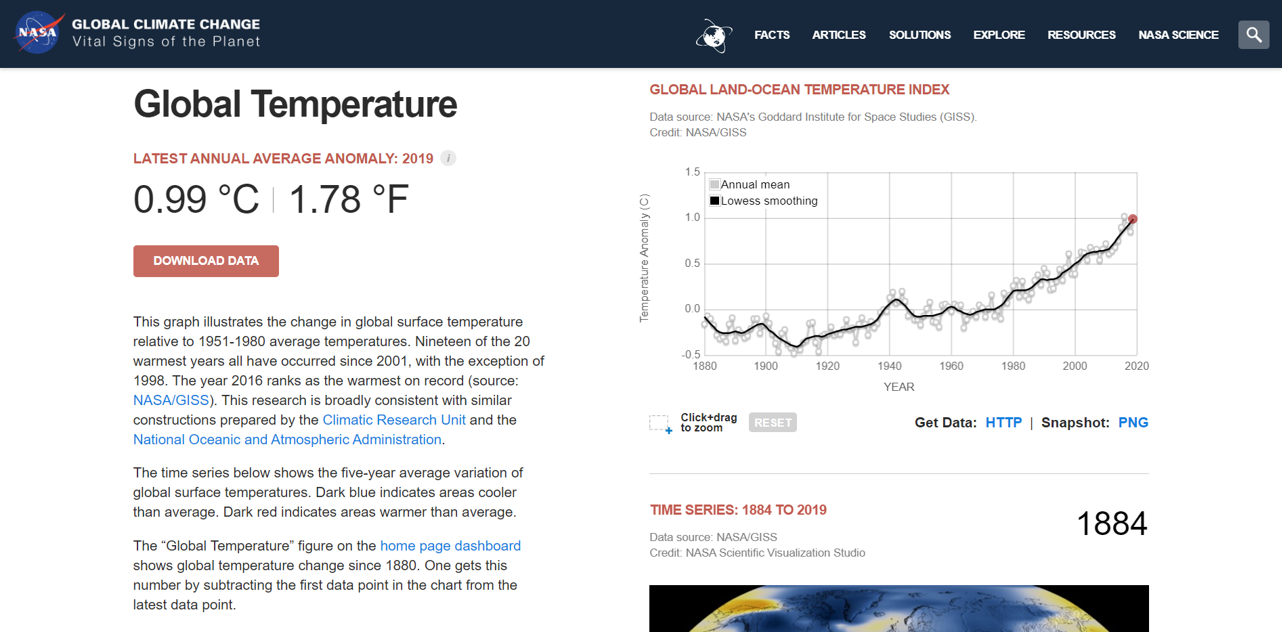 NASA
GLOBAL CLIMATE CHANGE
Vital Signs of the Planet
FACTS ARTICLES SOLUTIONS EXPLORE RESOURCES NASA SCIENCE
Global Temperature
LATEST ANNUAL AVERAGE ANOMALY: 2019 i
0.99 °C | 1.78 °F
DOWNLOAD DATA
This graph illustrates the change in global surface temperature
relative to 1951-1980 average temperatures. Nineteen of the 20
warmest years all have occurred since 2001, with the exception of
1998. The year 2016 ranks as the warmest on record (source:
NASA/GISS). This research is broadly consistent with similar
constructions prepared by the Climatic Research Unit and the
National Oceanic and Atmospheric Administration.
The time series below shows the five-year average variation of
global surface temperatures. Dark blue indicates areas cooler
than average. Dark red indicates areas warmer than average.
The “Global Temperature” figure on the home page dashboard
shows global temperature change since 1880. One gets this
number by subtracting the first data point in the chart from the
latest data point.
GLOBAL LAND-OCEAN TEMPERATURE INDEX
Data source: NASA's Goddard Institute for Space Studies (GISS).
Credit: NASA/GISS
Temperature Anomaly (C)
1.5
1.0
0.5
0.0
-0.5
Annual mean
Lowess smoothing
1880 1900 1920 1940 1960 1980 2000 2020
YEAR
Click+drag
to zoom
RESET
Get Data: HTTP | Snapshot: PNG
TIME SERIES: 1884 TO 2019
1884
Data source: NASA/GISS
Credit: NASA Scientific Visualization Studio